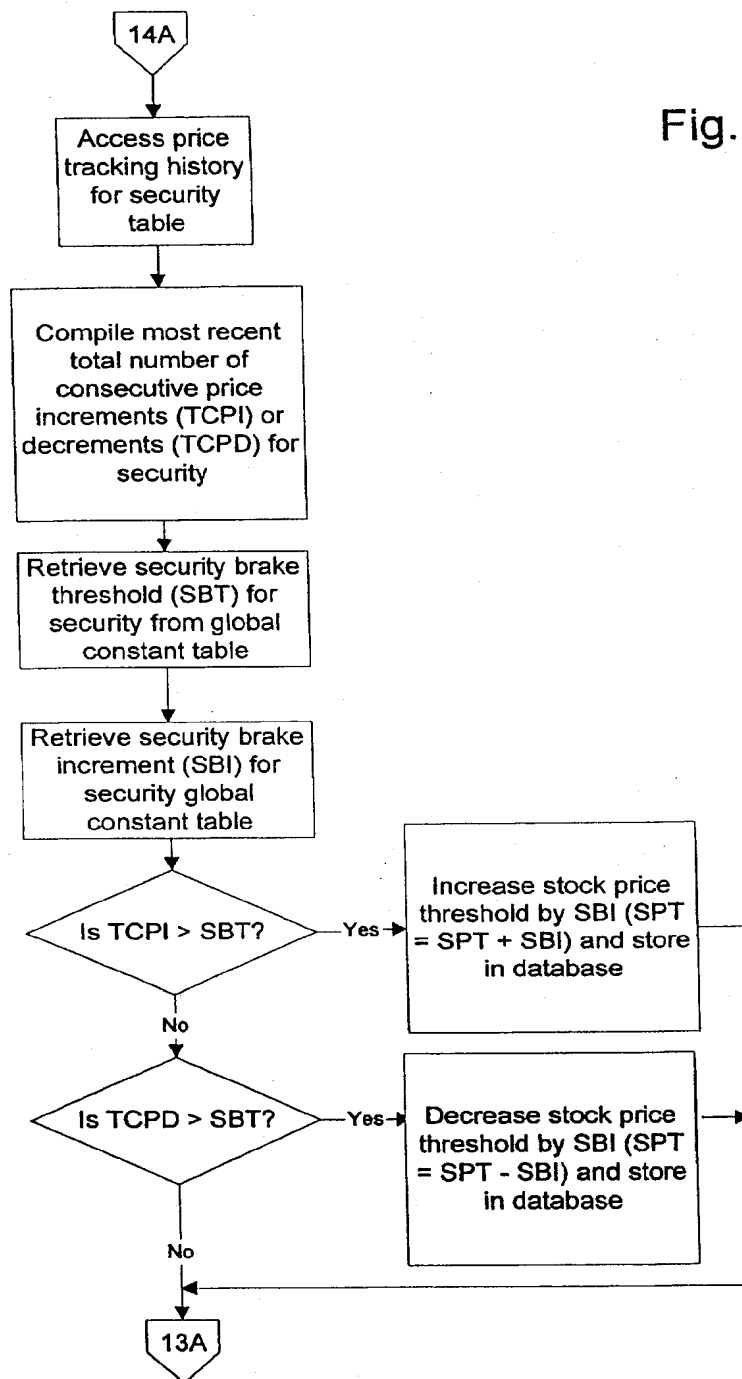 14A
Fig.
Access price
tracking history
for security
table
Compile most recent
total number of
consecutive price
increments (TCPI) or
decrements (TCPD) for
security
Retrieve security brake
threshold (SBT) for
security from global
constant table
Retrieve security brake
increment (SBI) for
security global
constant table
Is TCPI > SBT?
Yes
Increase stock price
threshold by SBI (SPT
= SPT + SBI) and store
in database
No
Is TCPD > SBT?
Yes
Decrease stock price
threshold by SBI (SPT
= SPT - SBI) and store
in database
No
13A